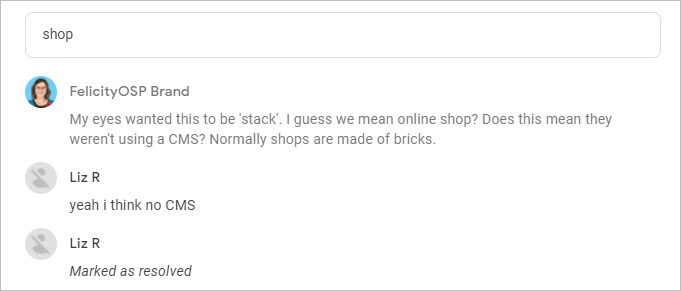 shop
FelicityOSP Brand
My eyes wanted this to be 'stack'. I guess we mean online shop? Does this mean they
weren't using a CMS? Normally shops are made of bricks.
Liz R
yeah i think no CMS
Liz R
Marked as resolved